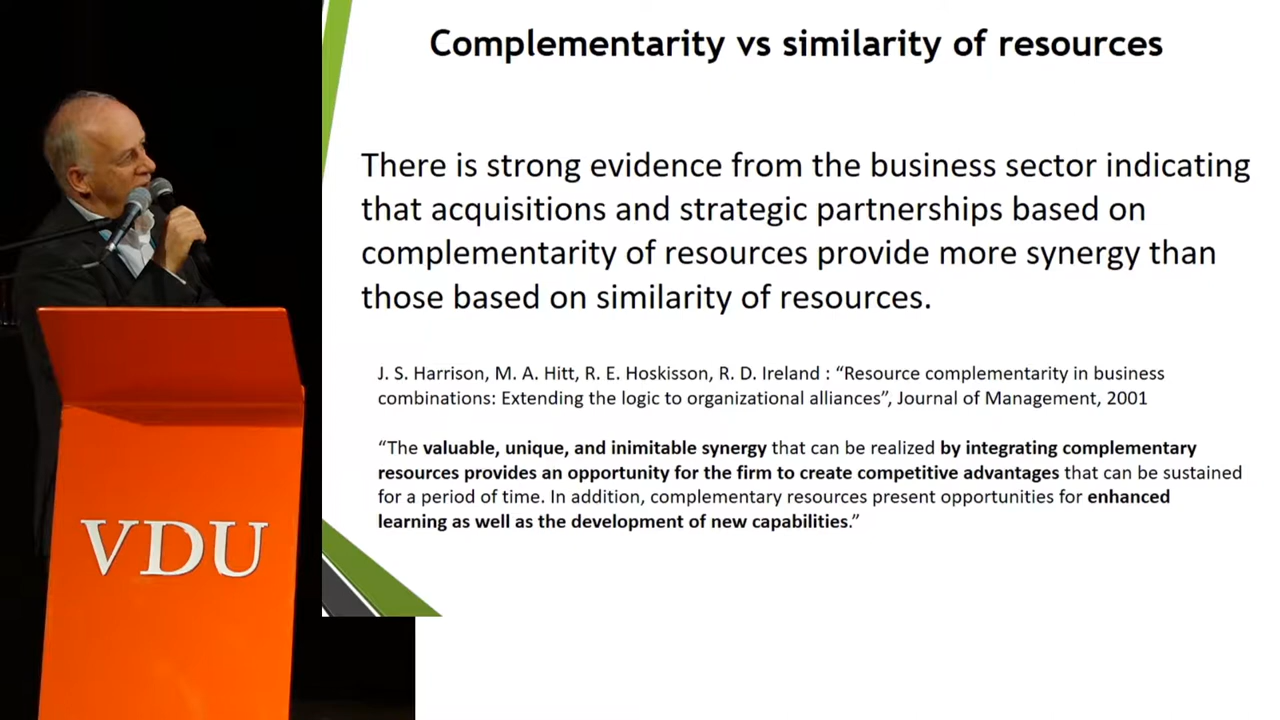 Complementarity vs similarity of resources
There is strong evidence from the business sector indicating
that acquisitions and strategic partnerships based on
complementarity of resources provide more synergy than
those based on similarity of resources.
J. S. Harrison, M. A. Hitt, R. E. Hoskisson, R. D. Ireland : “Resource complementarity in business
combinations: Extending the logic to organizational alliances”, Journal of Management, 2001
“The valuable, unique, and inimitable synergy that can be realized by integrating complementary
resources provides an opportunity for the firm to create competitive advantages that can be sustained
for a period of time. In addition, complementary resources present opportunities for enhanced
learning as well as the development of new capabilities.”
VDU